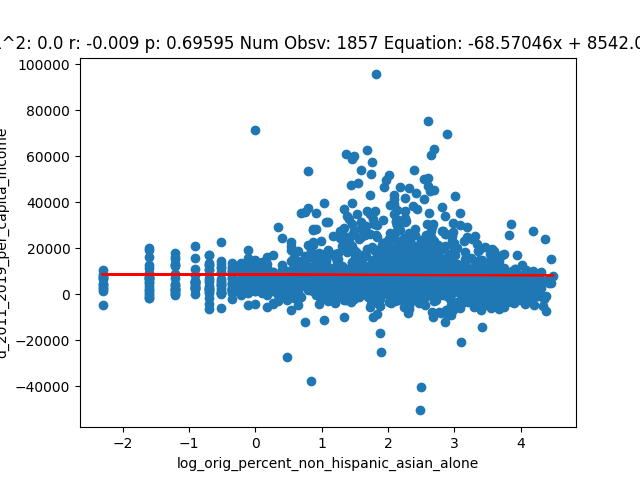 ^2: 0.0 r: -0.009 p: 0.69595 Num Obsv: 1857 Equation: -68.57046x + 8542.0
100000
80000
60000
40000
20000
0
−20000
−40000
d_2011_2019_per_capita_income
−2 −1 0 1 2 3 4
log_orig_percent_non_hispanic_asian_alone